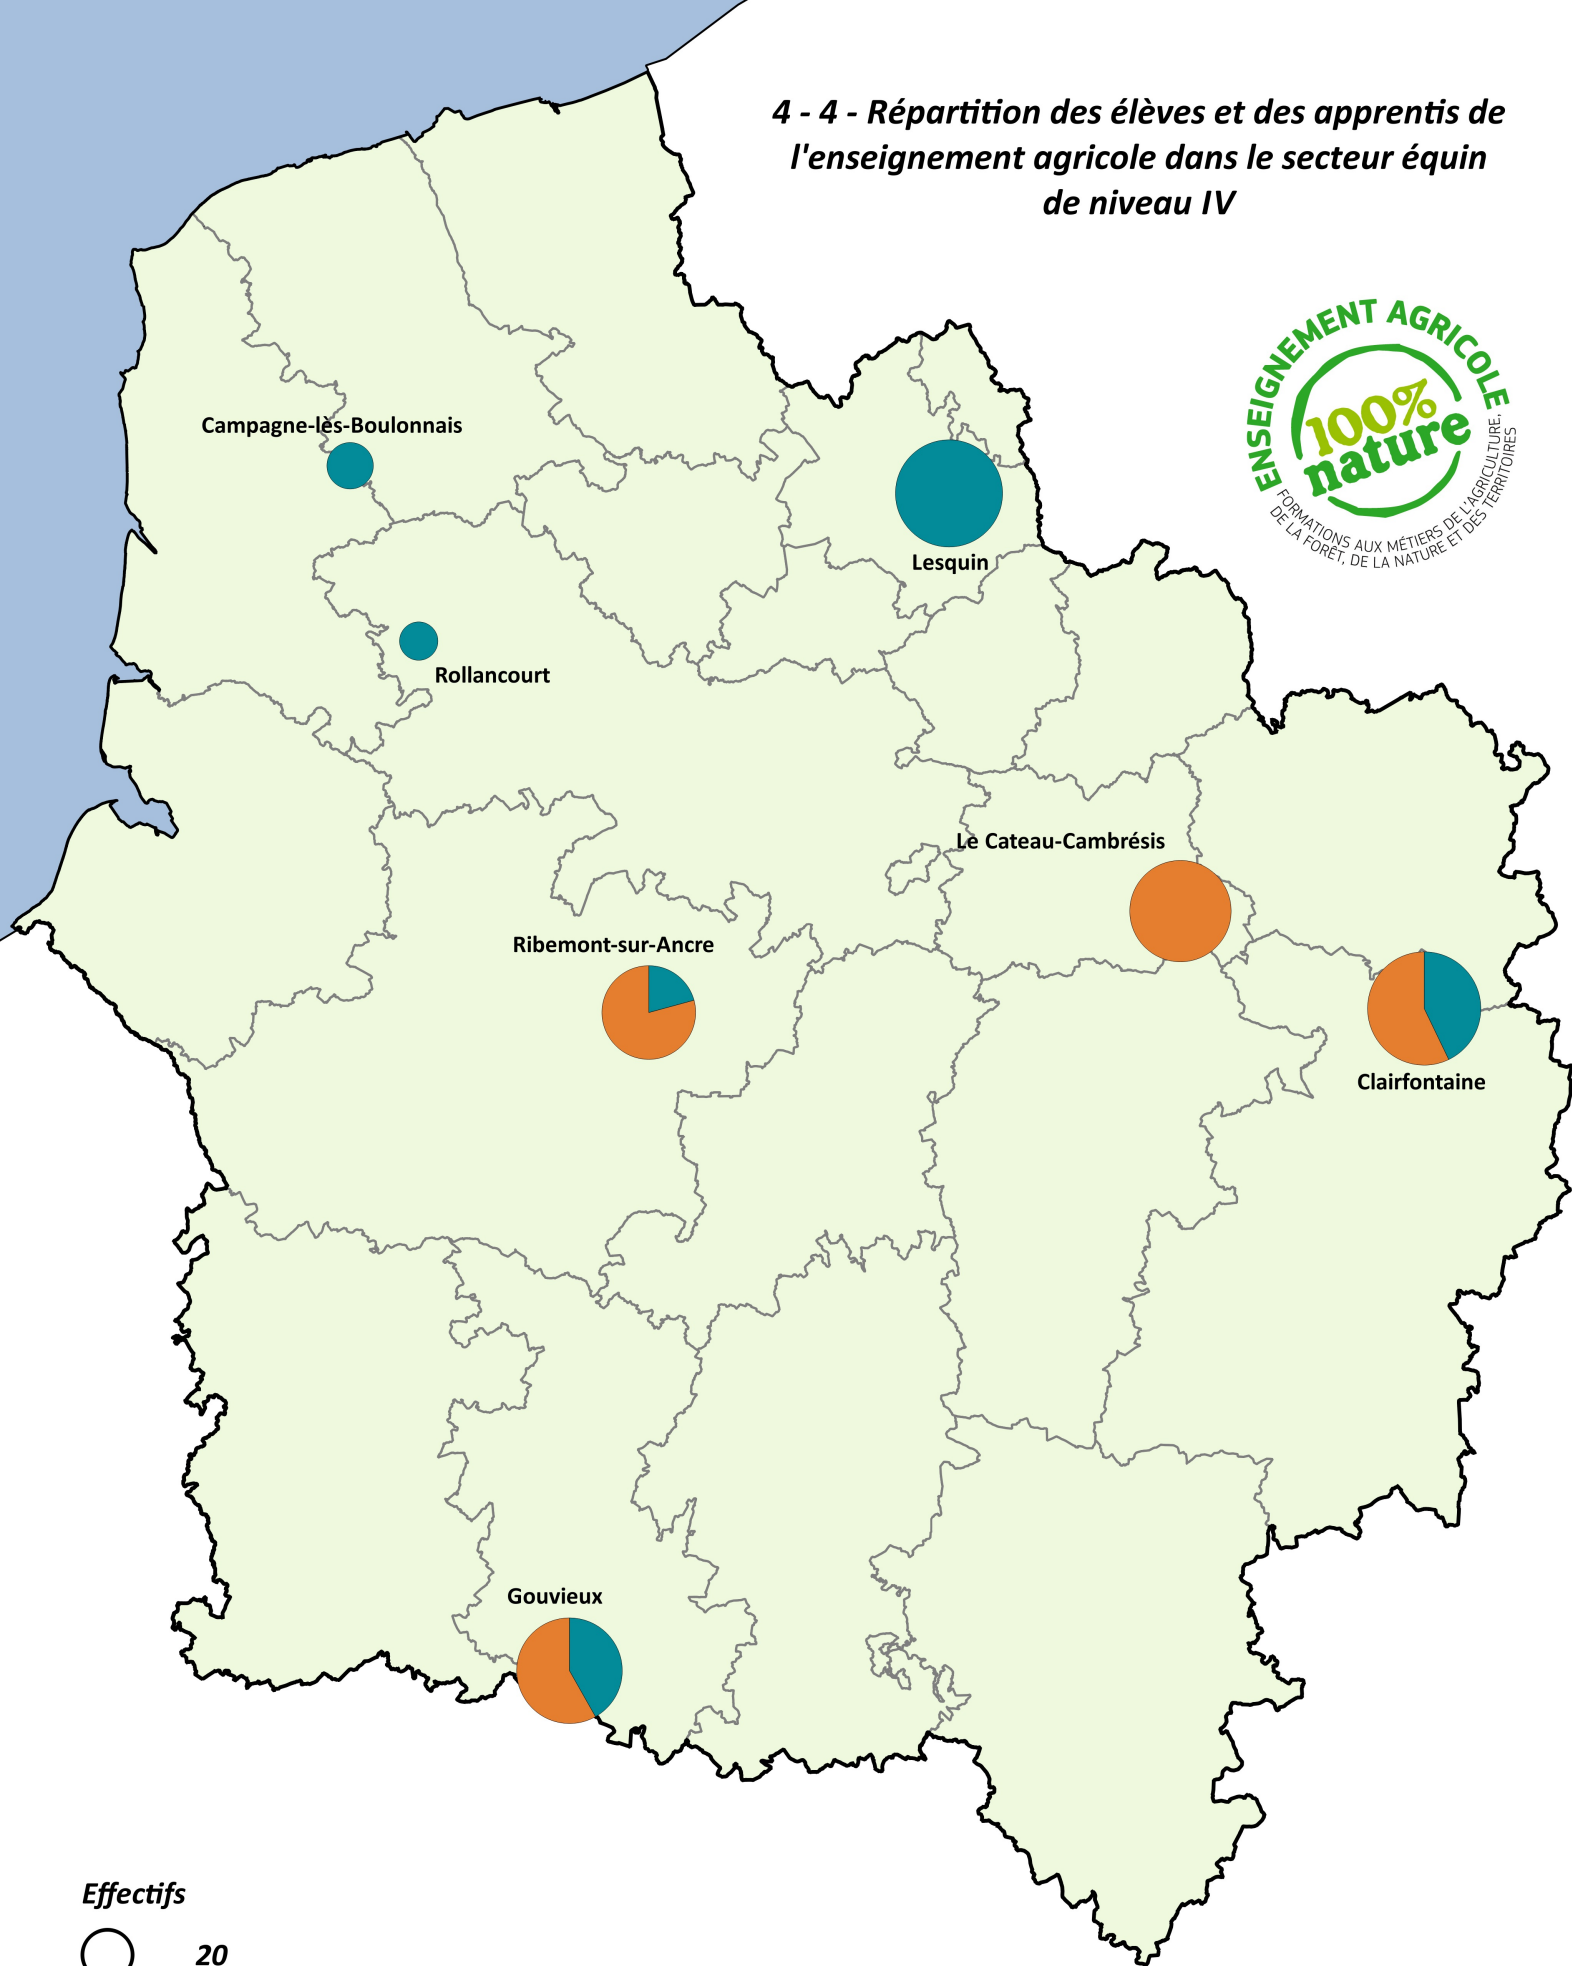 4 - 4 - Répartition des élèves et des apprentis de
l'enseignement agricole dans le secteur équin
de niveau IV
ENSEIGNEMENT AGRICOLE
100%
nature
FORMATIONS AUX MÉTIERS DE L'AGRICULTURE,
DE LA FORÊT, DE LA NATURE ET DES TERRITOIRES
Campagne-lès-Boulonnais
Lesquin
Rollancourt
Le Cateau-Cambrésis
Ribemont-sur-Ancre
Clairfontaine
Gouvieux
Effectifs
20